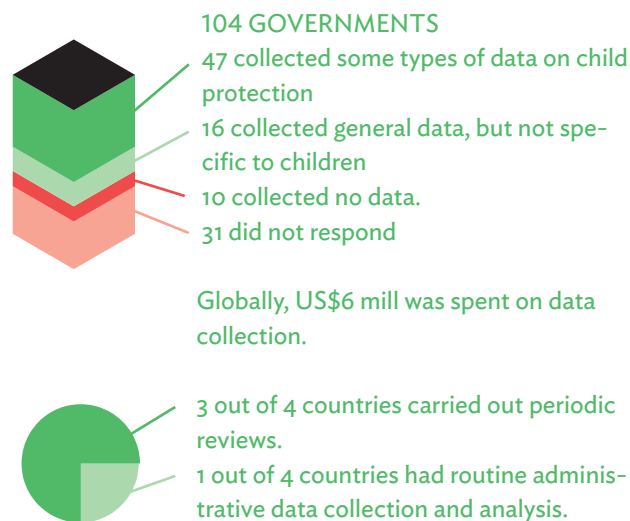 104 GOVERNMENTS
47 collected some types of data on child
protection
16 collected general data, but not spe-
cific to children
10 collected no data.
31 did not respond
Globally, US$6 mill was spent on data
collection.
3 out of 4 countries carried out periodic
reviews.
1 out of 4 countries had routine adminis-
trative data collection and analysis.